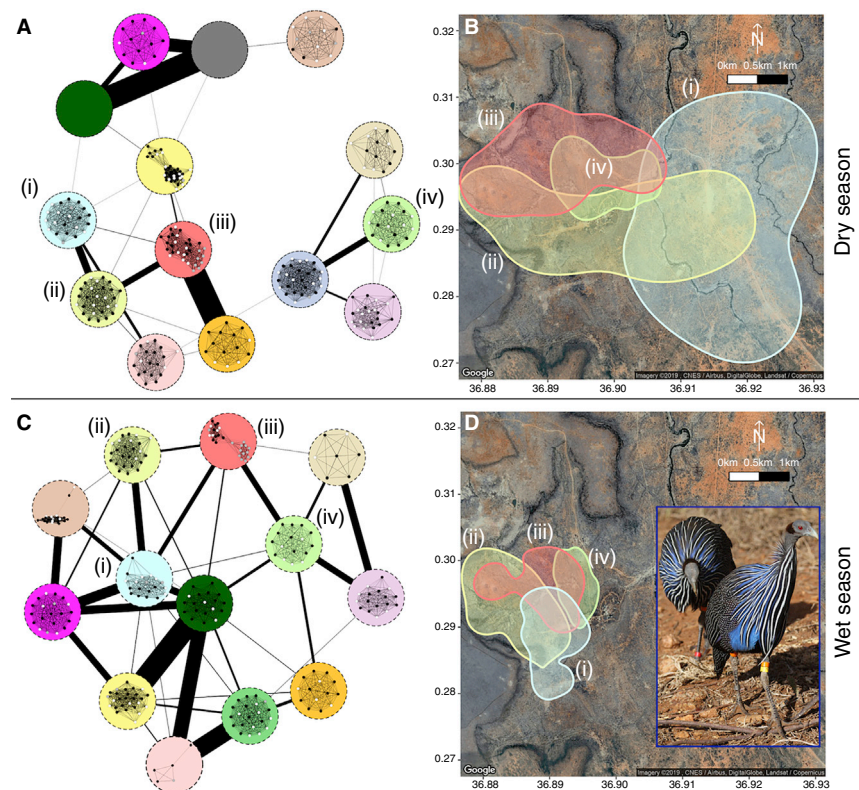 A
(i)
(ii)
(iii)
(iv)
B
0.32
0.31
0.30
0.29
0.28
0.27
N
0km 0.5km 1km
(i)
(iii)
(iv)
(ii)
Google
Imagery ©2019 , CNES / Airbus, DigitalGlobe, Landsat / Copernicus
36.88 36.89 36.90 36.91 36.92 36.93
Dry season
C
(ii)
(iii)
(i)
(iv)
D
0.32
0.31
0.30
0.29
0.28
0.27
N
0km 0.5km 1km
(ii)
(iii)
(iv)
(i)
Google
Imagery ©2019 , CNES / Airbus, DigitalGlobe, Landsat / Copernicus
36.88 36.89 36.90 36.91 36.92 36.93
Wet season